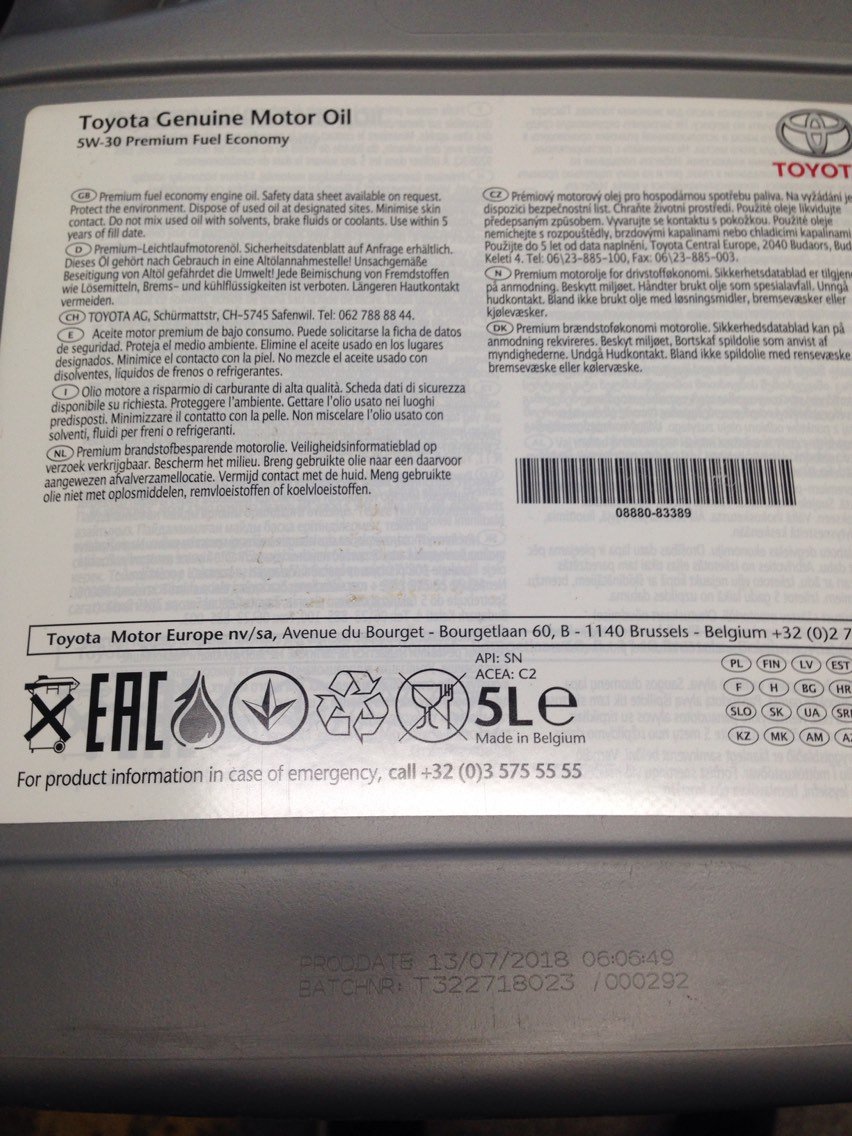 Toyota Genuine Motor Oil
5W-30 Premium Fuel Economy
TOYOT
GB Premium fuel economy engine oil. Safety data sheet available on request.
Protect the environment. Dispose of used oil at designated sites. Minimise skin
contact. Do not mix used oil with solvents, brake fluids or coolants. Use within 5
years of fill date.
D Premium-Leichtlaufmotorenöl. Sicherheitsdatenblatt auf Anfrage erhältlich.
Dieses Öl gehört nach Gebrauch in eine Altölannahmestelle! Unsachgemäße
Beseitigung von Altöl gefährdet die Umwelt! Jede Beimischung von Fremdstoffen
wie Lösemitteln, Brems- und kühlflüssigkeiten ist verboten. Längeren Hautkontakt
vermeiden.
CH TOYOTA AG, Schürmattstr, CH-5745 Safenwil. Tel: 062 788 88 44.
E Aceite motor premium de bajo consumo. Puede solicitarse la ficha de datos
de seguridad. Proteja el medio ambiente. Elimine el aceite usado en los lugares
designados. Minimice el contacto con la piel. No mezcle el aceite usado con
disolventes, líquidos de frenos o refrigerantes.
I Olio motore a risparmio di carburante di alta qualità. Scheda dati di sicurezza
disponibile su richiesta. Proteggere l'ambiente. Gettare l'olio usato nei luoghi
predisposti. Minimizzare il contatto con la pelle. Non miscelare l'olio usato con
solventi, fluidi per freni o refrigeranti.
NL Premium brandstofbesparende motorolie. Veiligheidsinformatieblad op
verzoek verkrijgbaar. Bescherm het milieu. Breng gebruikte olie naar een daarvoor
aangewezen afvalverzamellocatie. Vermijd contact met de huid. Meng gebruikte
olie niet met oplosmiddelen, remvloeistoffen of koelvloeistoffen.
CZ Prémiový motorový olej pro hospodárnou spotřebu paliva. Na vyžádání je
dispozici bezpečnostní list. Chraňte životní prostředí. Použité oleje likvidujte
předepsaným způsobem. Vyvarujte se kontaktu s pokožkou. Použité oleje
nemíchejte s rozpouštědly, brzdovými kapalinami nebo chladicími kapalinami
Použijte do 5 let od data naplnění, Toyota Central Europe, 2040 Budaors, Bud
Keleti 4. Tel: 06\23-885-100, Fax: 06\23-885-003.
N Premium motorolje for drivstofføkonomi. Sikkerhetsdatablad er tilgjen
på anmodning. Beskytt miljøet. Håndter brukt olje som spesialavfall. Unngå
hudkontakt. Bland ikke brukt olje med løsningsmidler, bremsevæsker eller
kjølevæsker.
DK Premium brændstoføkonomi motorolie. Sikkerhedsdatablad kan på
anmodning rekvireres. Beskyt miljøet, Bortskaf spildolie som anvist af
myndighederne. Undgå Hudkontakt. Bland ikke spildolie med rensevæske
bremsevæske eller kølervæske.
08880-83389
Toyota Motor Europe nv/sa, Avenue du Bourget - Bourgetlaan 60, B - 1140 Brussels - Belgium +32 (0)2 7
EAC
API: SN
ACEA: C2
5L e
Made in Belgium
PL FIN LV EST
F H BG HR
SLO SK UA SR
KZ MK AM A
For product information in case of emergency, call +32 (0)3 575 55 55
PROD.DATE 13/07/2018 06:06:49
BATCHNR: T322718023 /000292